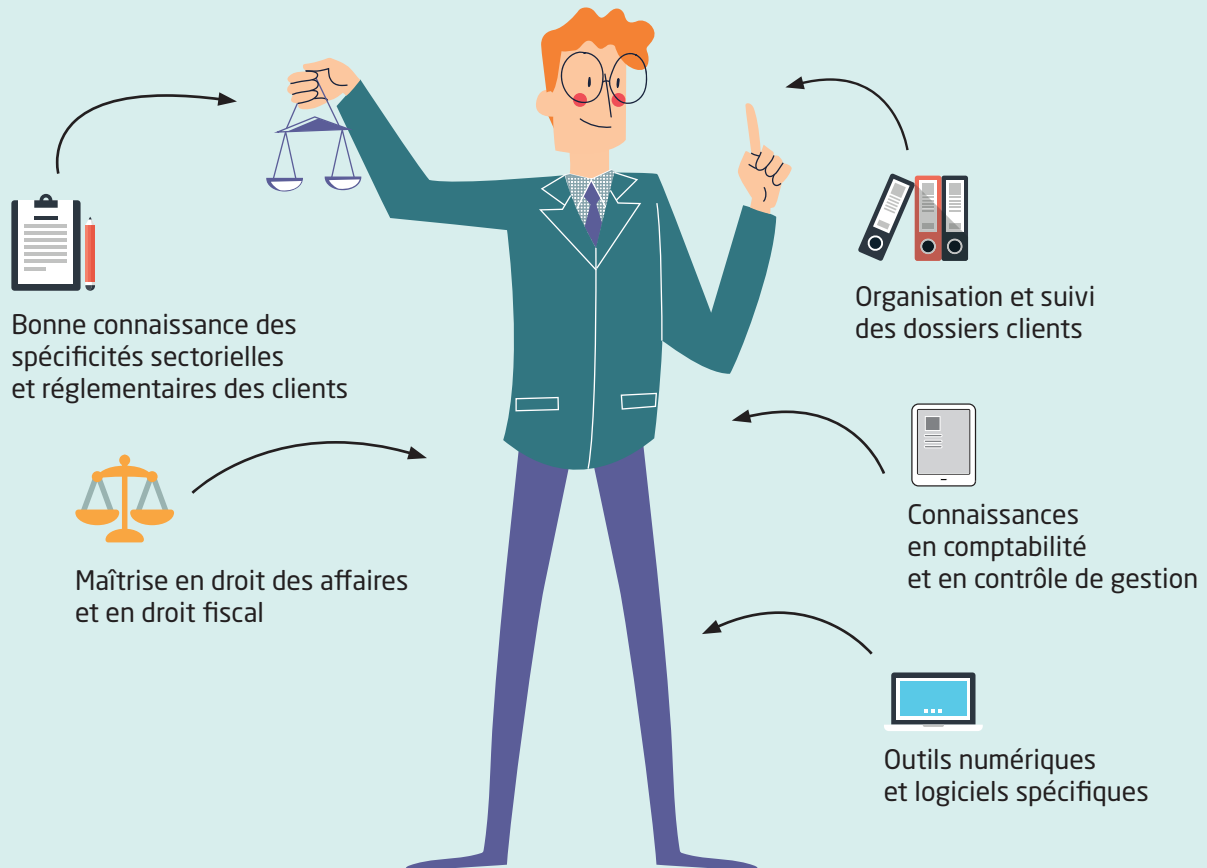 Bonne connaissance des
spécificités sectorielles
et réglementaires des clients
Maîtrise en droit des affaires
et en droit fiscal
Organisation et suivi
des dossiers clients
Connaissances
en comptabilité
et en contrôle de gestion
Outils numériques
et logiciels spécifiques